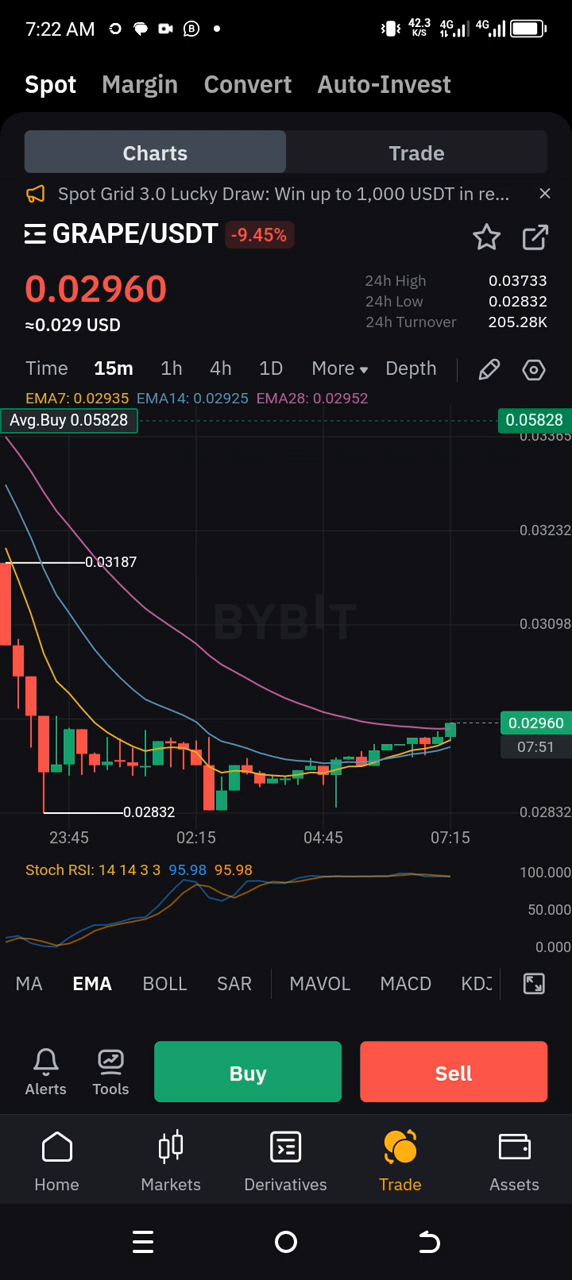 7:22 AM 42.3 K/S 4G 4G
Spot Margin Convert Auto-Invest
Charts Trade
Spot Grid 3.0 Lucky Draw: Win up to 1,000 USDT in re...
GRAPE/USDT -9.45%
0.02960
≈0.029 USD
24h High 0.03733
24h Low 0.02832
24h Turnover 205.28K
Time 15m 1h 4h 1D More Depth
EMA7: 0.02935 EMA14: 0.02925 EMA28: 0.02952
Avg.Buy 0.05828 0.05828
0.03365
0.03232
0.03187
0.03098
BYBIT
0.02960
07:51
0.02832 0.02832
23:45 02:15 04:45 07:15
Stoch RSI: 14 14 3 3 95.98 95.98
100.000
50.000
0.000
MA EMA BOLL SAR MAVOL MACD KDJ
Alerts Tools Buy Sell
Home Markets Derivatives Trade Assets